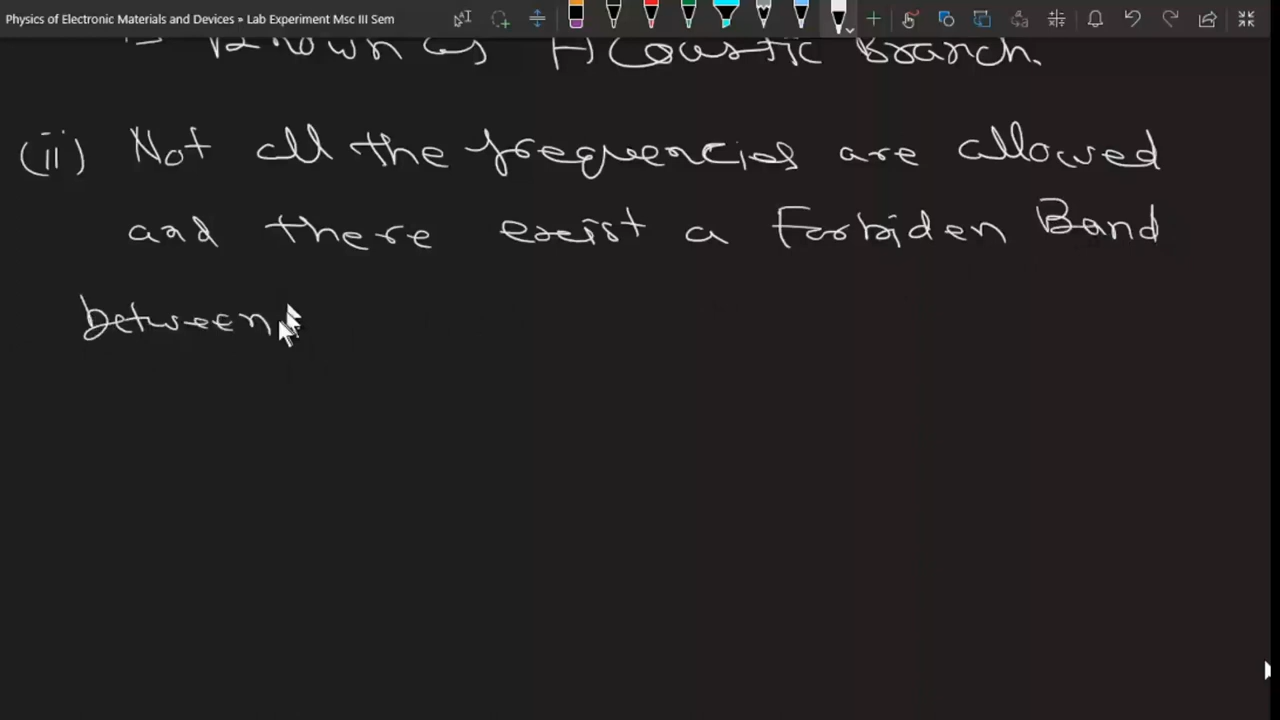 Physics of Electronic Materials and Devices » Lab Experiment Msc III Sem
is Known as Acoustic Branch.
(ii) Not all the frequencies are allowed
and there exist a Forbiden Band
between